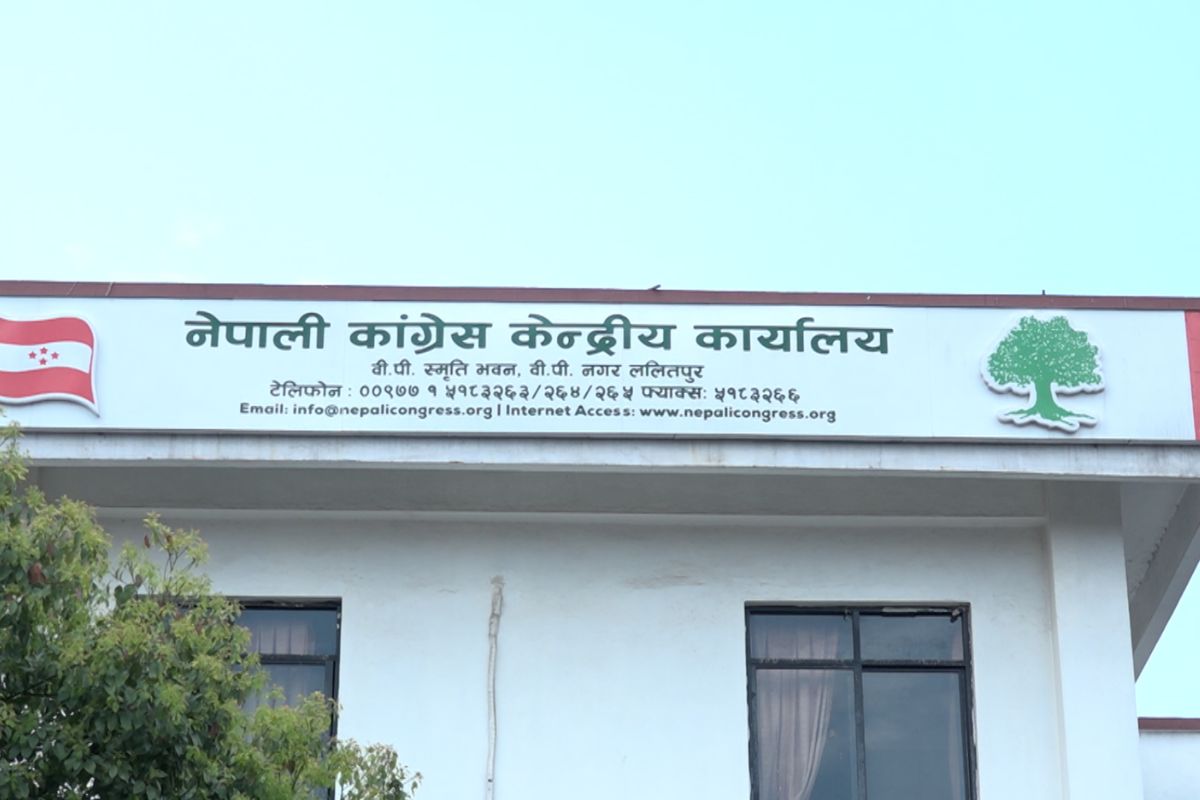 नेपाली कांग्रेस केन्द्रीय कार्यालय
वी.पी. स्मृति भवन, वी.पी. नगर ललितपुर
टेलिफोन : ००९७७ १ ५१८३२६३/२६४/२६५ फ्याक्स: ५१८३२६६
Email: info@nepalicongress.org | Internet Access: www.nepalicongress.org